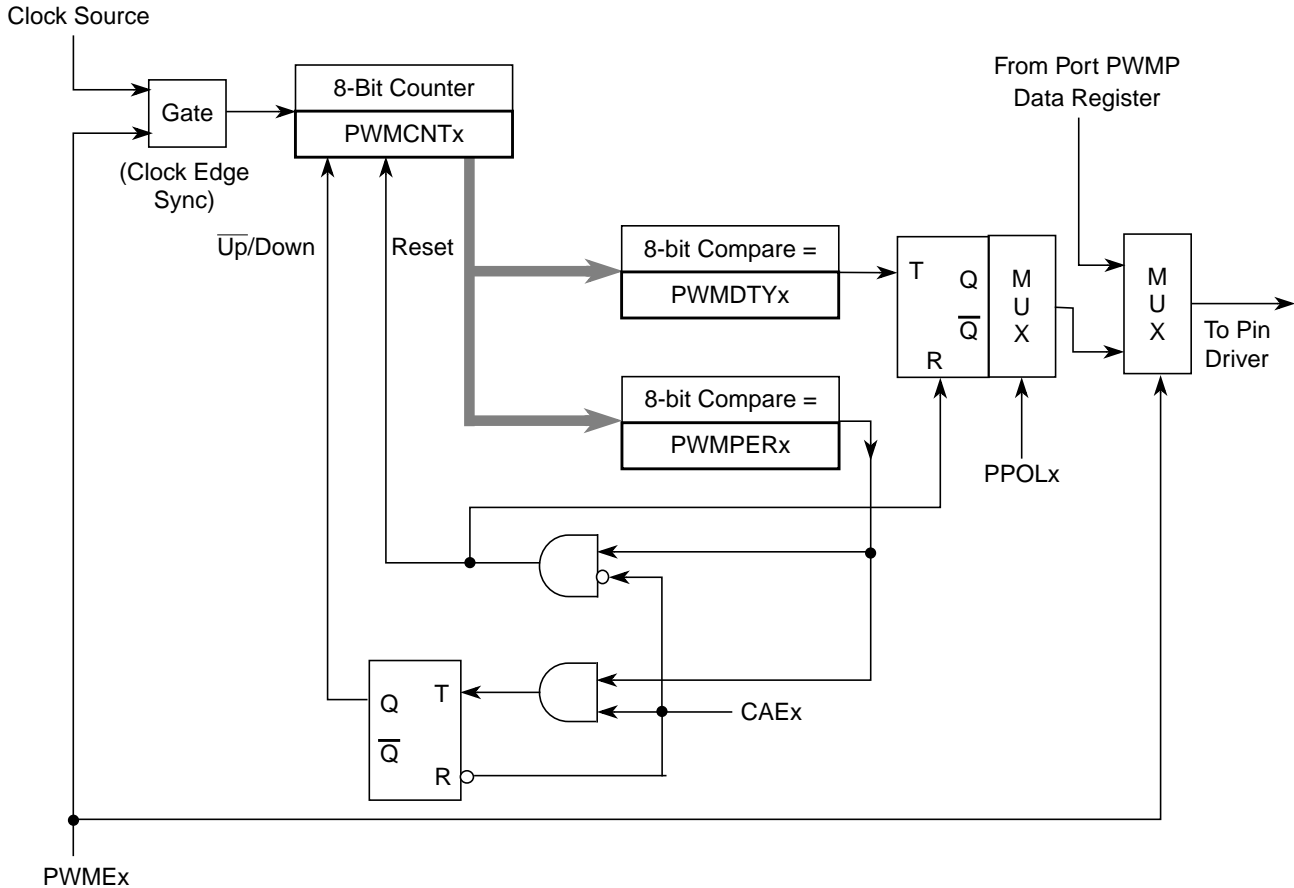 Clock Source
Gate
(Clock Edge
Sync)
8-Bit Counter
PWMCNTx
From Port PWMP
Data Register
U̅p̅/Down
Reset
8-bit Compare =
PWMDTYx
T
Q
Q̅
R
M
U
X
M
U
X
To Pin
Driver
8-bit Compare =
PWMPERx
PPOLx
Q
T
Q̅
R
CAEx
PWMEx